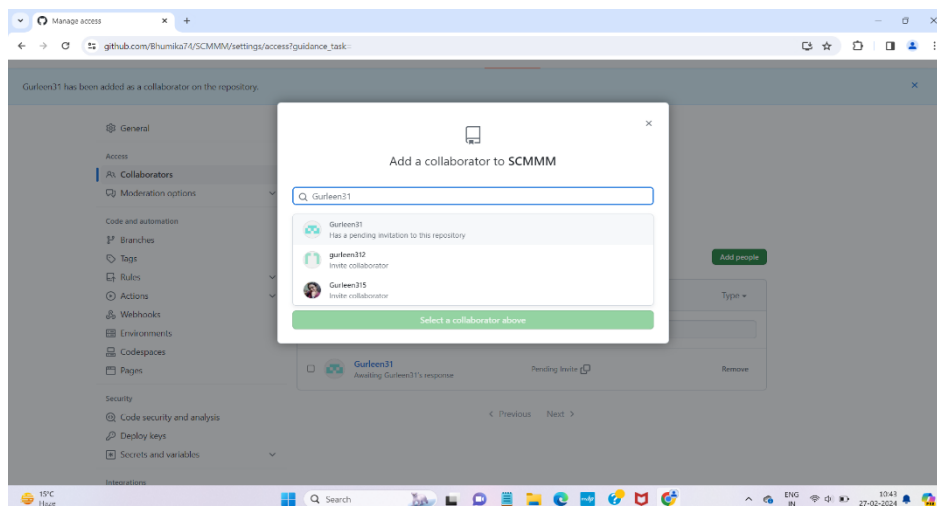 Manage access
github.com/Bhumika74/SCMMM/settings/access?guidance_task=
Gurleen31 has been added as a collaborator on the repository.
General
Access
Collaborators
Moderation options
Code and automation
Branches
Tags
Rules
Actions
Webhooks
Environments
Codespaces
Pages
Security
Code security and analysis
Deploy keys
Secrets and variables
Integrations
Add a collaborator to SCMMM
Gurleen31
Gurleen31
Has a pending invitation to this repository
gurleen312
Invite collaborator
Gurleen315
Invite collaborator
Select a collaborator above
Add people
Type
Gurleen31
Awaiting Gurleen31's response
Pending Invite
Remove
Previous Next
15°C
Haze
Search
ENG
IN
10:43
27-02-2024